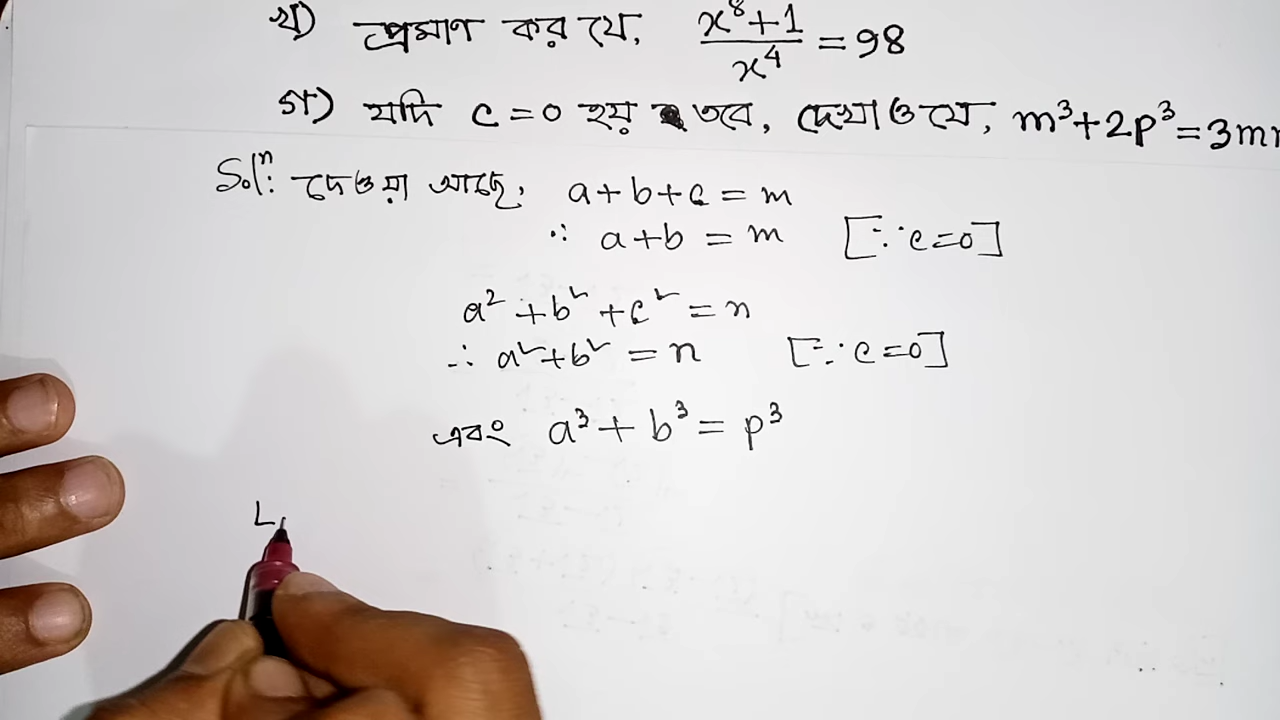 খ) প্রমাণ কর যে, (x⁸+1)/x⁴ = 98
গ) যদি c = 0 হয় তবে, দেখাও যে, m³+2p³ = 3m
Solⁿ: দেওয়া আছে, a+b+c = m
∴ a+b = m [∵ c=0]
a²+b²+c² = n
∴ a²+b² = n [∵ c=0]
এবং a³+b³ = p³
L